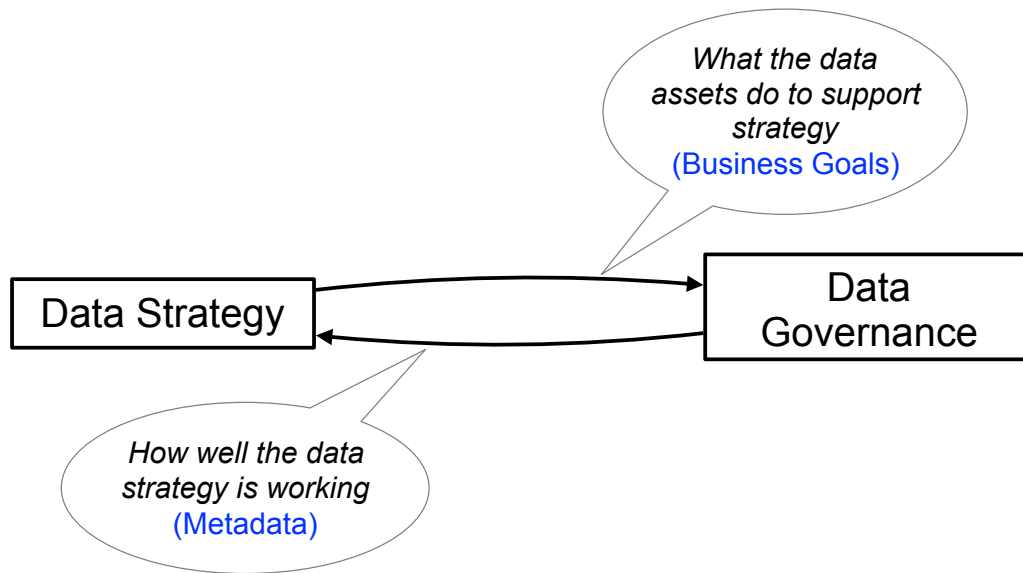 What the data
assets do to support
strategy
(Business Goals)
Data Strategy
Data
Governance
How well the data
strategy is working
(Metadata)